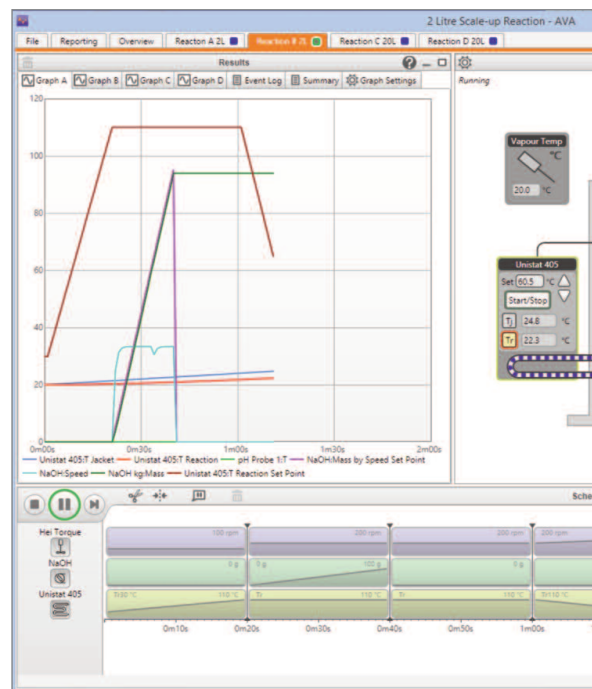 2 Litre Scale-up Reaction - AVA
File Reporting Overview Reacton A 2L Reaction B 2L Reaction C 20L Reaction D 20L
Results
Graph A Graph B Graph C Graph D Event Log Summary Graph Settings
Running
120
100
80
60
40
20
0
0m00s 0m30s 1m00s 1m30s 2m00s
Unistat 405:T Jacket Unistat 405:T Reaction pH Probe 1:T NaOH:Mass by Speed Set Point
NaOH:Speed NaOH kg:Mass Unistat 405:T Reaction Set Point
Vapour Temp
°C
20.0 °C
Unistat 405
Set 60.5 °C
Start/Stop
Tj 24.8 °C
Tr 22.3 °C
Sche
Hei Torque
100 rpm 200 rpm 200 rpm 200 rpm
NaOH
0 g 0 g 100 g 0 g
Unistat 405
110 °C Tr 110 °C Tr 110 °C Tr110 °C
0m10s 0m20s 0m30s 0m40s 0m50s 1m00s